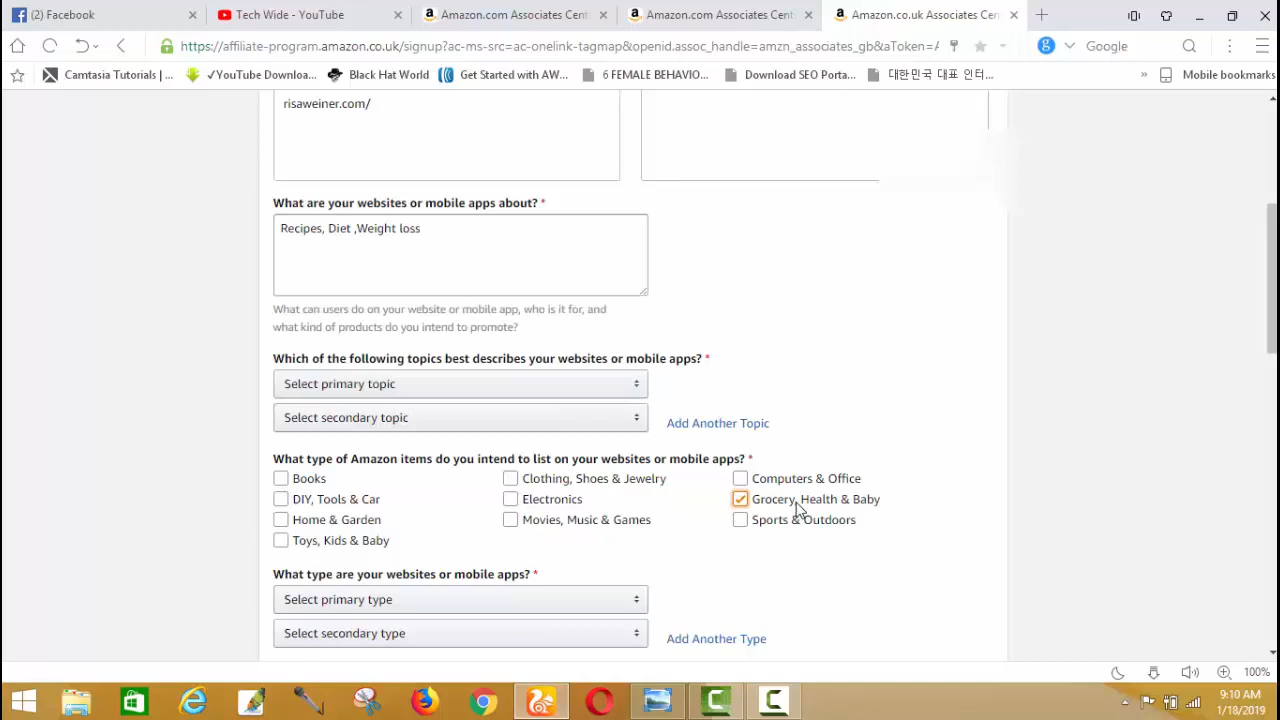 (2) Facebook
Tech Wide - YouTube
Amazon.com Associates Cent
Amazon.com Associates Cent
Amazon.co.uk Associates Cen
https://affiliate-program.amazon.co.uk/signup?ac-ms-src=ac-onelink-tagmap&openid.assoc_handle=amzn_associates_gb&aToken=A
Google
Camtasia Tutorials | ...
✓YouTube Downloa...
Black Hat World
Get Started with AW...
6 FEMALE BEHAVIO...
Download SEO Porta...
대한민국 대표 인터...
»
Mobile bookmarks
risaweiner.com/
What are your websites or mobile apps about? *
Recipes, Diet ,Weight loss
What can users do on your website or mobile app, who is it for, and
what kind of products do you intend to promote?
Which of the following topics best describes your websites or mobile apps? *
Select primary topic
Select secondary topic
Add Another Topic
What type of Amazon items do you intend to list on your websites or mobile apps? *
Books
Clothing, Shoes & Jewelry
Computers & Office
DIY, Tools & Car
Electronics
Grocery, Health & Baby
Home & Garden
Movies, Music & Games
Sports & Outdoors
Toys, Kids & Baby
What type are your websites or mobile apps? *
Select primary type
Select secondary type
Add Another Type
100%
9:10 AM
1/18/2019